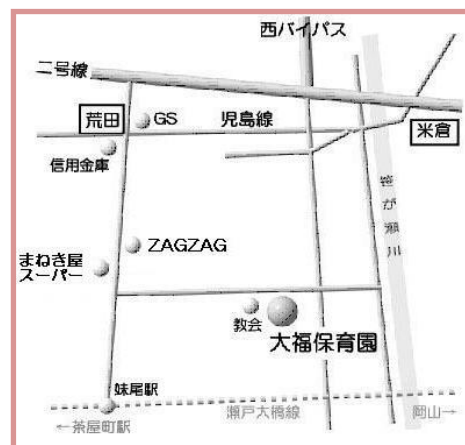 西バイパス
二号線
荒田
GS
児島線
米倉
信用金庫
笹が瀬川
ZAGZAG
まねき屋
スーパー
教会
大福保育園
妹尾駅
瀬戸大橋線
岡山→
←茶屋町駅